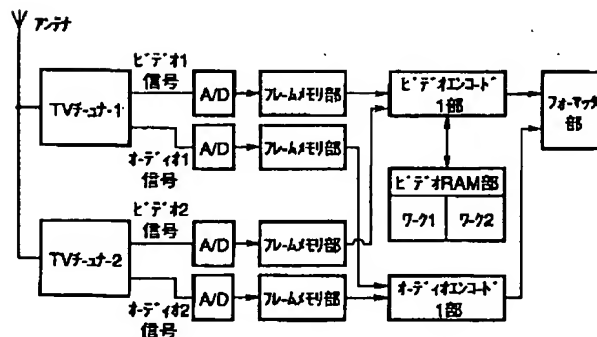 アンテナ
ビデオ1
信号
TVチューナ-1
A/D
フレームメモリ部
ビデオエンコード
1部
フォーマッタ
部
オーディオ1
信号
A/D
フレームメモリ部
ビデオRAM部
ワーク1
ワーク2
ビデオ2
信号
TVチューナ-2
A/D
フレームメモリ部
オーディオ2
信号
A/D
フレームメモリ部
オーディオエンコード
1部